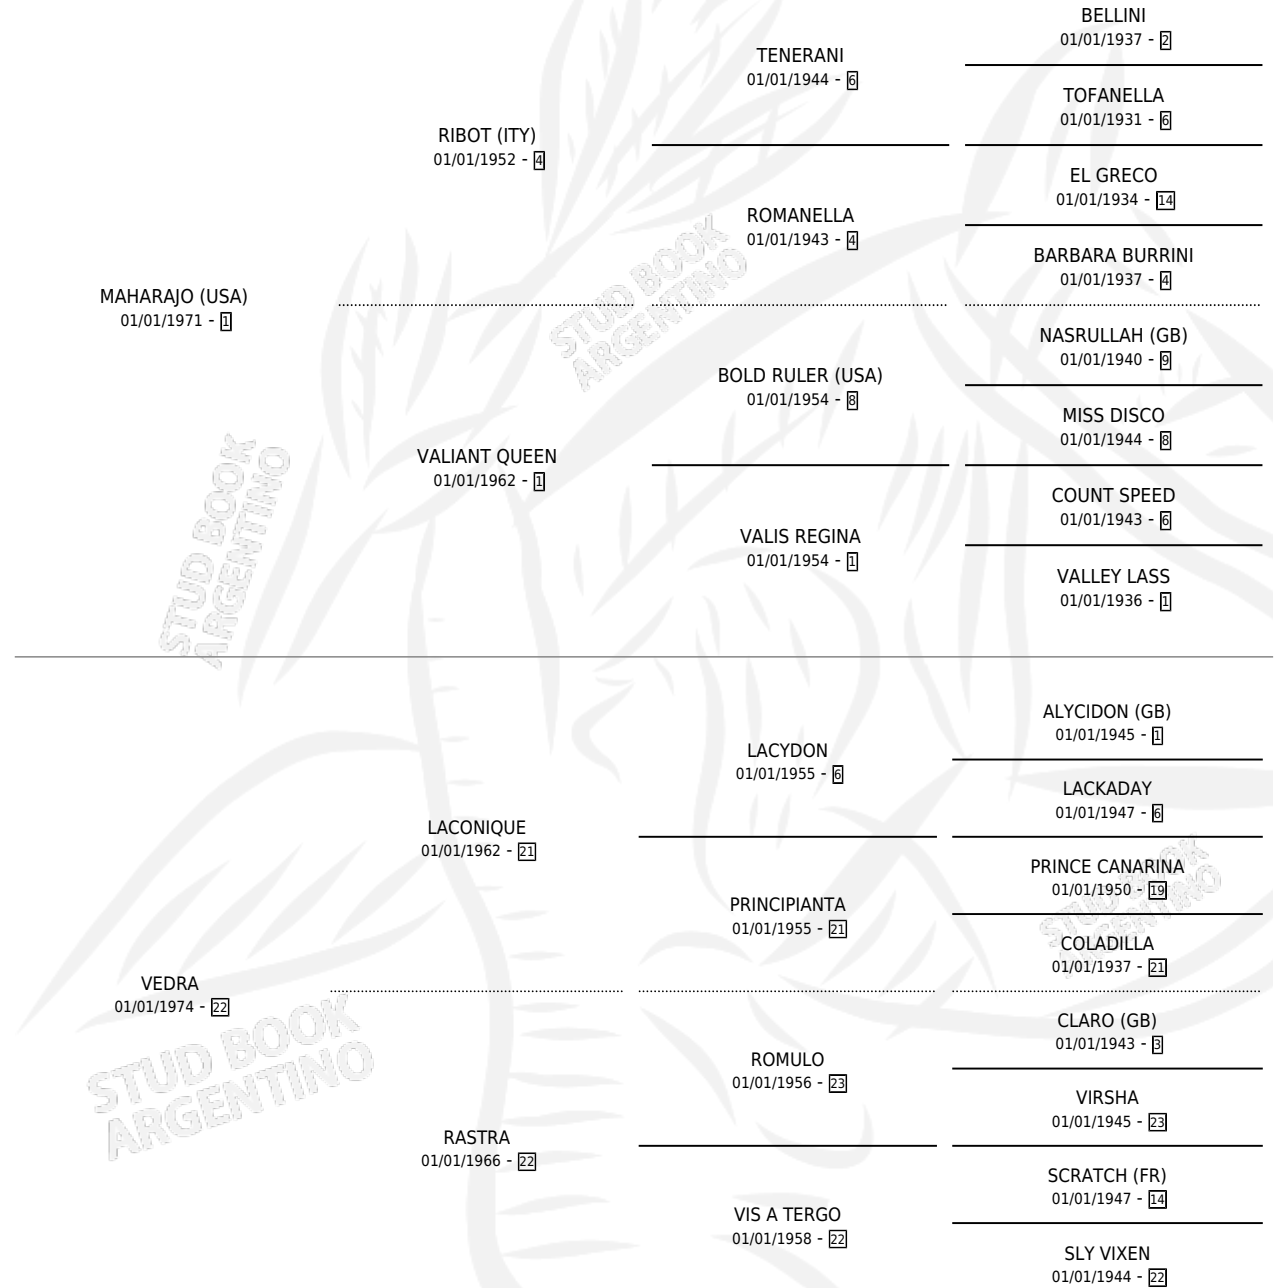 BELLINI
01/01/1937 - 2
TENERANI
01/01/1944 - 6
TOFANELLA
01/01/1931 - 6
RIBOT (ITY)
01/01/1952 - 4
EL GRECO
01/01/1934 - 14
ROMANELLA
01/01/1943 - 4
BARBARA BURRINI
01/01/1937 - 4
MAHARAJO (USA)
01/01/1971 - 1
NASRULLAH (GB)
01/01/1940 - 9
BOLD RULER (USA)
01/01/1954 - 8
MISS DISCO
01/01/1944 - 8
VALIANT QUEEN
01/01/1962 - 1
COUNT SPEED
01/01/1943 - 6
VALIS REGINA
01/01/1954 - 1
VALLEY LASS
01/01/1936 - 1
ALYCIDON (GB)
01/01/1945 - 1
LACYDON
01/01/1955 - 6
LACKADAY
01/01/1947 - 6
LACONIQUE
01/01/1962 - 21
PRINCE CANARINA
01/01/1950 - 19
PRINCIPIANTA
01/01/1955 - 21
COLADILLA
01/01/1937 - 21
VEDRA
01/01/1974 - 22
CLARO (GB)
01/01/1943 - 3
ROMULO
01/01/1956 - 23
VIRSHA
01/01/1945 - 23
RASTRA
01/01/1966 - 22
SCRATCH (FR)
01/01/1947 - 14
VIS A TERGO
01/01/1958 - 22
SLY VIXEN
01/01/1944 - 22
STUD BOOK
ARGENTINO
STUD BOOK
ARGENTINO
STUD BOOK
ARGENTINO
STUD BOOK
ARGENTINO